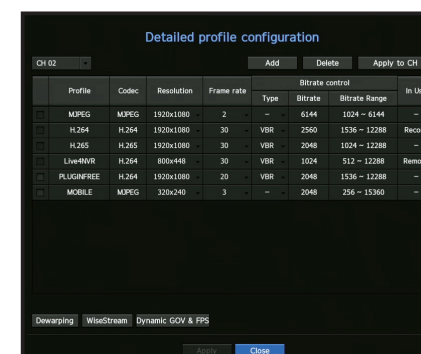 Detailed profile configuration
CH 02 Add Delete Apply to CH
Profile Codec Resolution Frame rate Bitrate control In Us
Type Bitrate Bitrate Range
MJPEG MJPEG 1920x1080 2 – 6144 1024 ~ 6144 –
H.264 H.264 1920x1080 30 VBR 2560 1536 ~ 12288 Reco
H.265 H.265 1920x1080 30 VBR 2048 1024 ~ 12288 –
Live4NVR H.264 800x448 30 VBR 1024 512 ~ 12288 Remo
PLUGINFREE H.264 1920x1080 20 VBR 2048 1536 ~ 12288 –
MOBILE MJPEG 320x240 3 – 2048 256 ~ 15360 –
Dewarping WiseStream Dynamic GOV & FPS
Apply Close